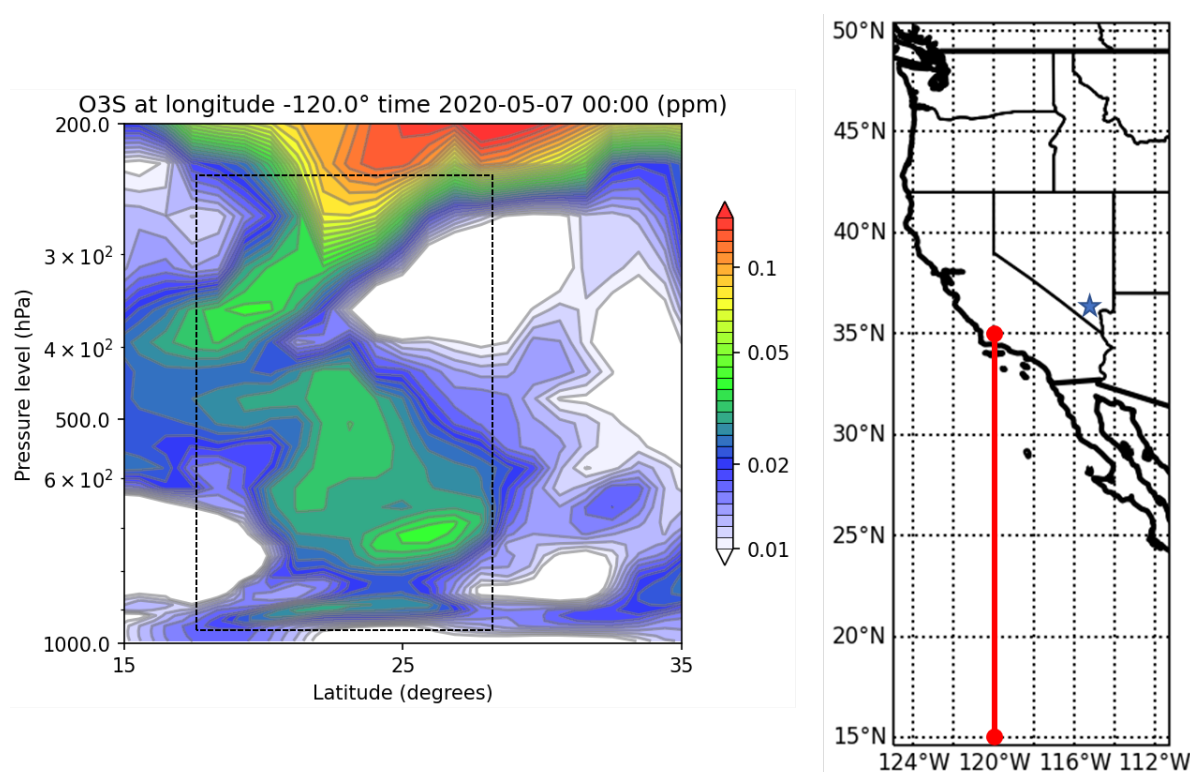 O3S at longitude -120.0° time 2020-05-07 00:00 (ppm)
Pressure level (hPa)
200.0
3 × 10²
4 × 10²
500.0
6 × 10²
1000.0
15
25
35
Latitude (degrees)
0.1
0.05
0.02
0.01
50°N
45°N
40°N
35°N
30°N
25°N
20°N
15°N
124°W 120°W 116°W 112°W